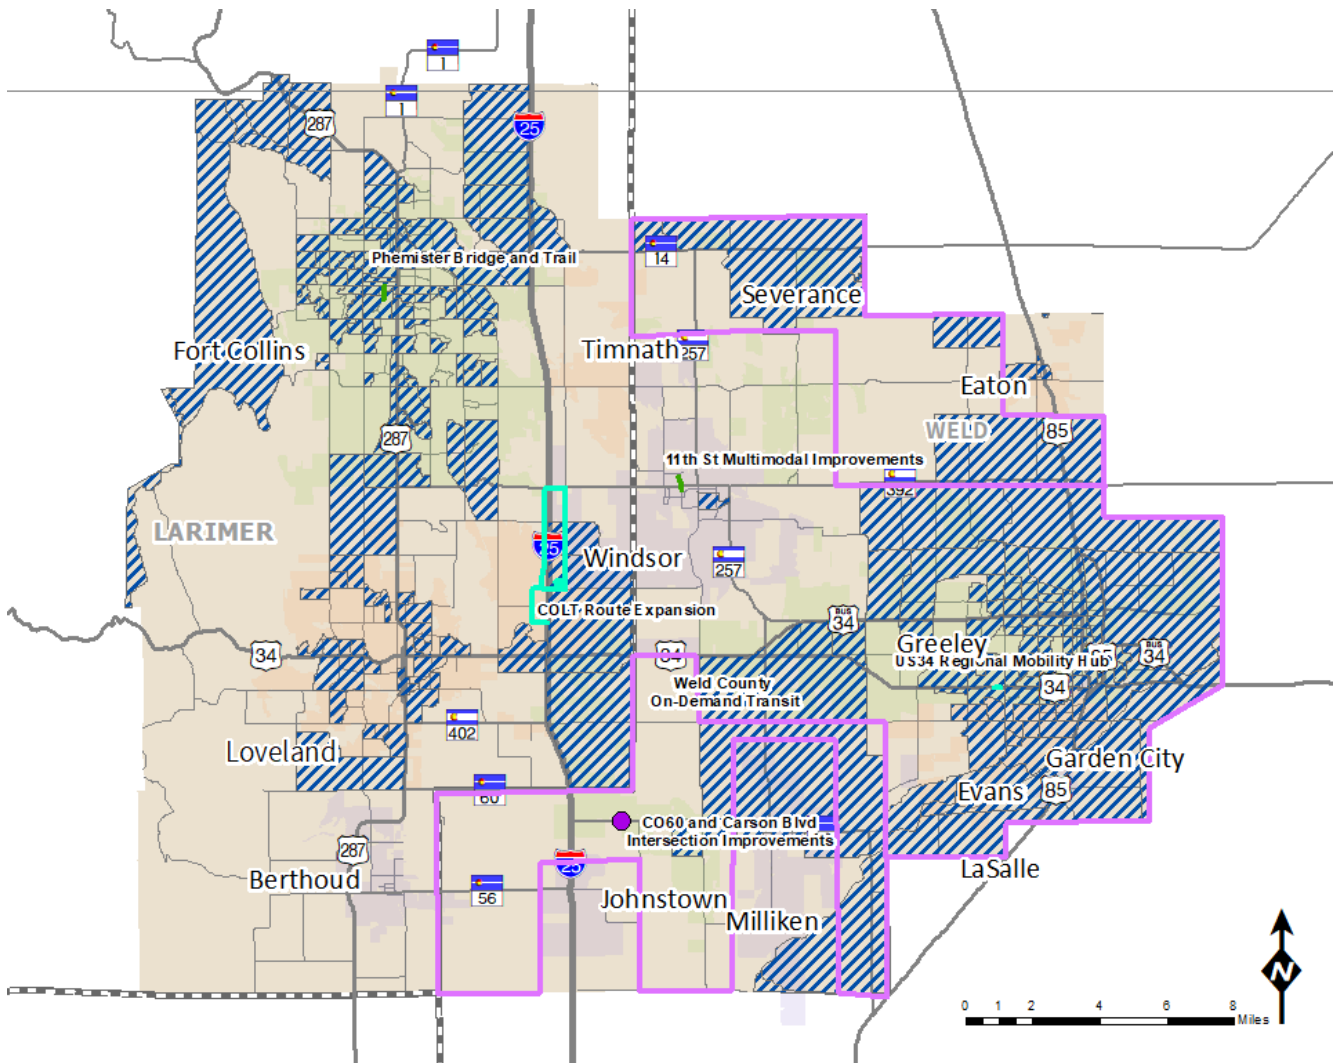 1
1
287
25
Phemister Bridge and Trail
14
Severance
Fort Collins
Timnath
257
Eaton
WELD
85
287
11th St Multimodal Improvements
392
LARIMER
25
Windsor
257
COLT Route Expansion
BUS
34
Greeley
BUS
34
34
34
85
US34 Regional Mobility Hub
34
Weld County
On-Demand Transit
402
Loveland
Garden City
60
Evans
85
CO60 and Carson Blvd
Intersection Improvements
287
25
LaSalle
Berthoud
56
Johnstown
Milliken
N
0 1 2 4 6 8
Miles